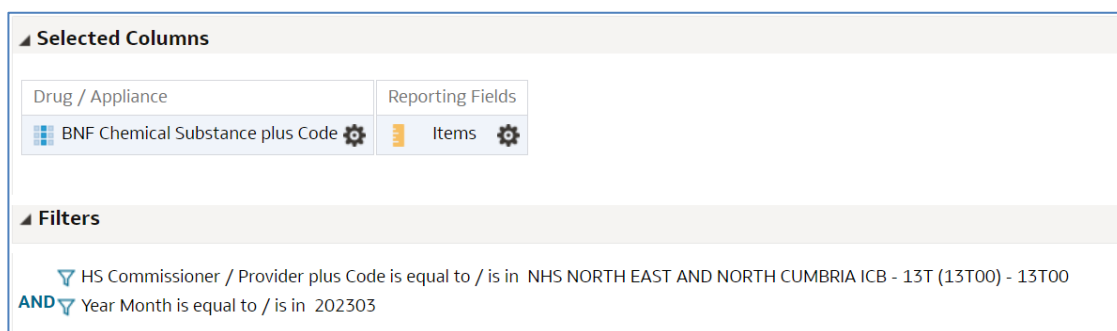 Selected Columns
Drug / Appliance Reporting Fields
BNF Chemical Substance plus Code Items
Filters
HS Commissioner / Provider plus Code is equal to / is in NHS NORTH EAST AND NORTH CUMBRIA ICB - 13T (13T00) - 13T00
AND Year Month is equal to / is in 202303